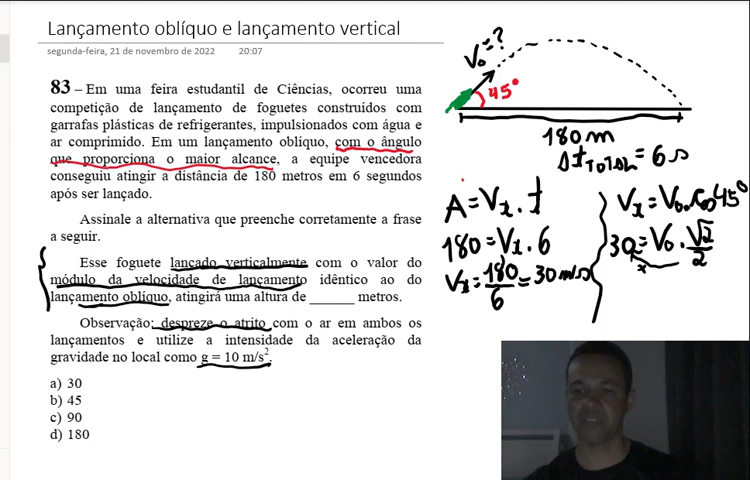 Lançamento oblíquo e lançamento vertical
segunda-feira, 21 de novembro de 2022 20:07
83 – Em uma feira estudantil de Ciências, ocorreu uma
competição de lançamento de foguetes construídos com
garrafas plásticas de refrigerantes, impulsionados com água e
ar comprimido. Em um lançamento oblíquo, com o ângulo
que proporciona o maior alcance, a equipe vencedora
conseguiu atingir a distância de 180 metros em 6 segundos
após ser lançado.
Assinale a alternativa que preenche corretamente a frase
a seguir.
Esse foguete lançado verticalmente com o valor do
módulo da velocidade de lançamento idêntico ao do
lançamento oblíquo, atingirá uma altura de ______ metros.
Observação: despreze o atrito com o ar em ambos os
lançamentos e utilize a intensidade da aceleração da
gravidade no local como g = 10 m/s².
a) 30
b) 45
c) 90
d) 180
V₀=?
45°
180 m
Δt TOTAL = 6 s
A = Vx . t
180 = Vx . 6
Vx = 180/6 = 30 m/s
Vx = V₀ . cos 45°
30 = V₀ . √2/2
x